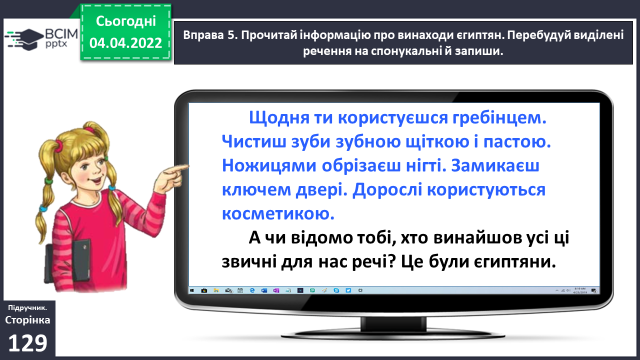 ВСІМ
pptx
Сьогодні
04.04.2022
Вправа 5. Прочитай інформацію про винаходи єгиптян. Перебудуй виділені
речення на спонукальні й запиши.
Щодня ти користуєшся гребінцем.
Чистиш зуби зубною щіткою і пастою.
Ножицями обрізаєш нігті. Замикаєш
ключем двері. Дорослі користуються
косметикою.
А чи відомо тобі, хто винайшов усі ці
звичні для нас речі? Це були єгиптяни.
Підручник.
Сторінка
129